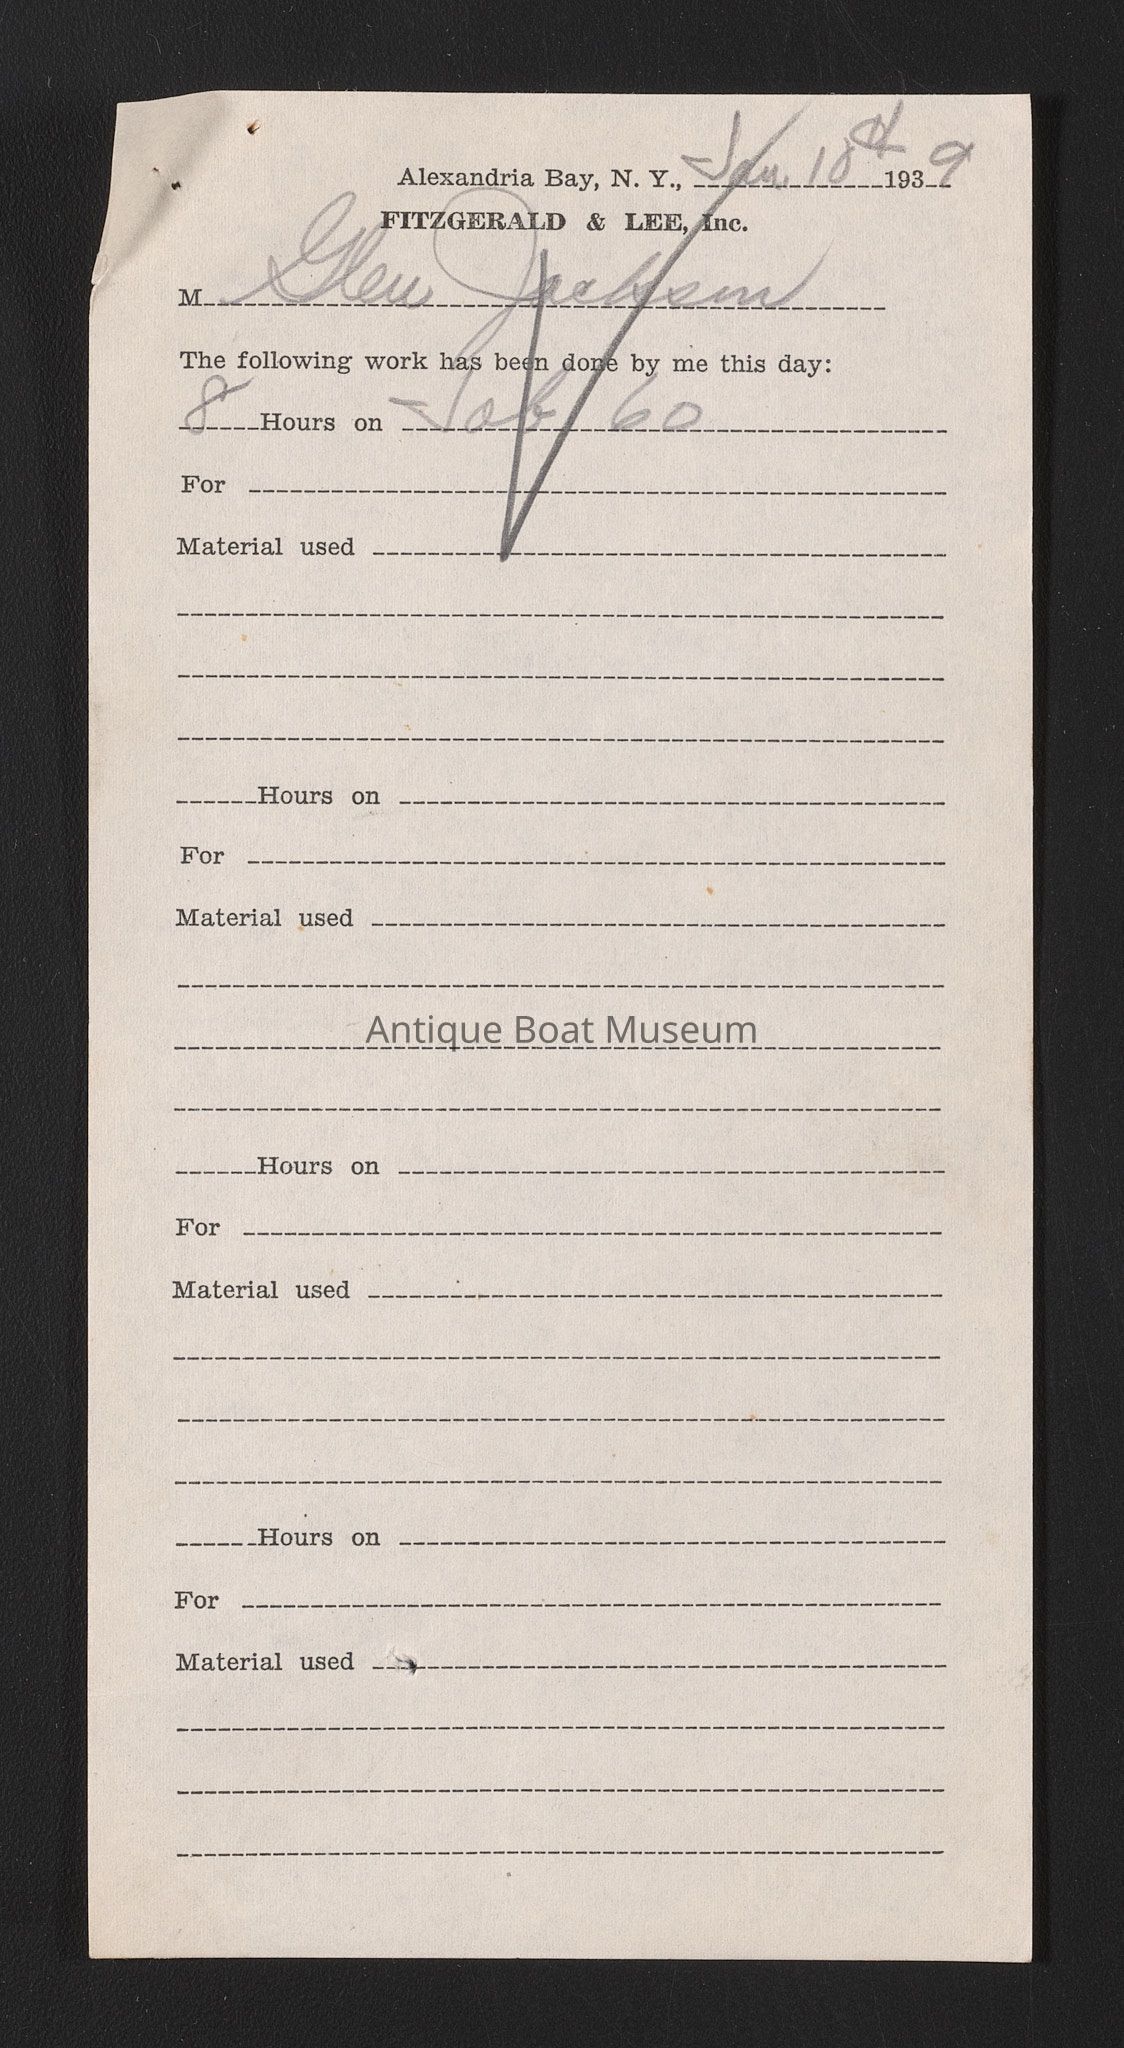 Alexandria Bay, N. Y., Jan. 18th 1939
FITZGERALD & LEE, Inc.
M Glen Jackson
The following work has been done by me this day:
8 Hours on Job 60
For
Material used
Hours on
For
Material used
Antique Boat Museum
Hours on
For
Material used
Hours on
For
Material used